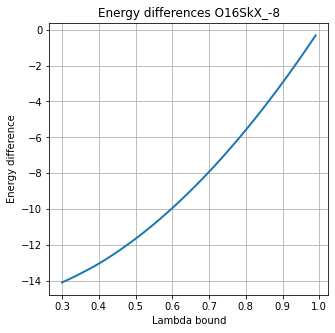 Energy differences O16SkX_-8
0
−2
−4
−6
−8
−10
−12
−14
Energy difference
0.3 0.4 0.5 0.6 0.7 0.8 0.9 1.0
Lambda bound